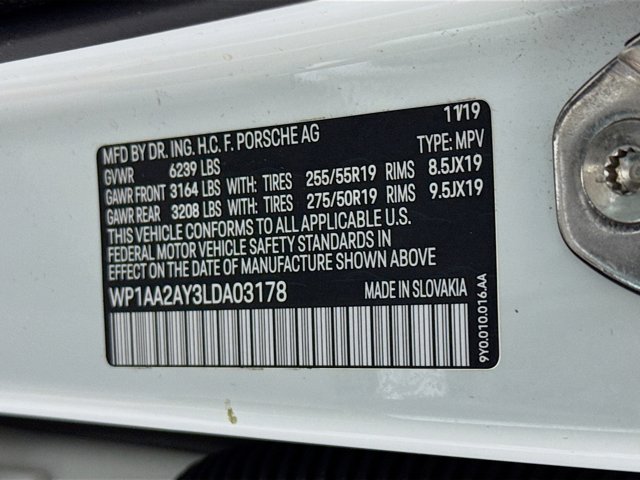 11/19
MFD BY DR. ING. H.C. F. PORSCHE AG
GVWR 6239 LBS TYPE: MPV
GAWR FRONT 3164 LBS WITH: TIRES 255/55R19 RIMS 8.5JX19
GAWR REAR 3208 LBS WITH: TIRES 275/50R19 RIMS 9.5JX19
THIS VEHICLE CONFORMS TO ALL APPLICABLE U.S.
FEDERAL MOTOR VEHICLE SAFETY STANDARDS IN
EFFECT ON THE DATE OF MANUFACTURE SHOWN ABOVE
WP1AA2AY3LDA03178 MADE IN SLOVAKIA
9Y0.010.016.AA